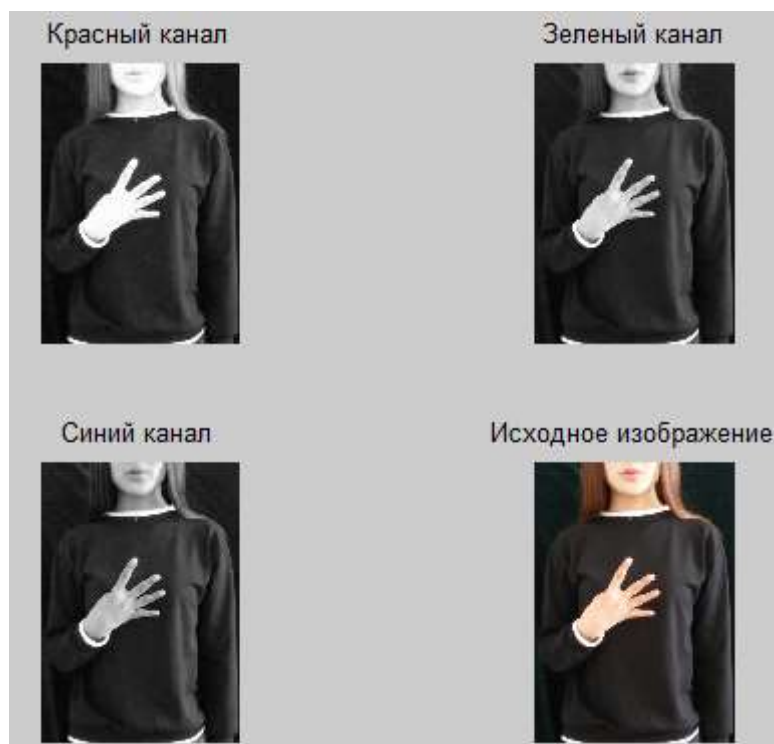 Красный канал
Зеленый канал
Синий канал
Исходное изображение